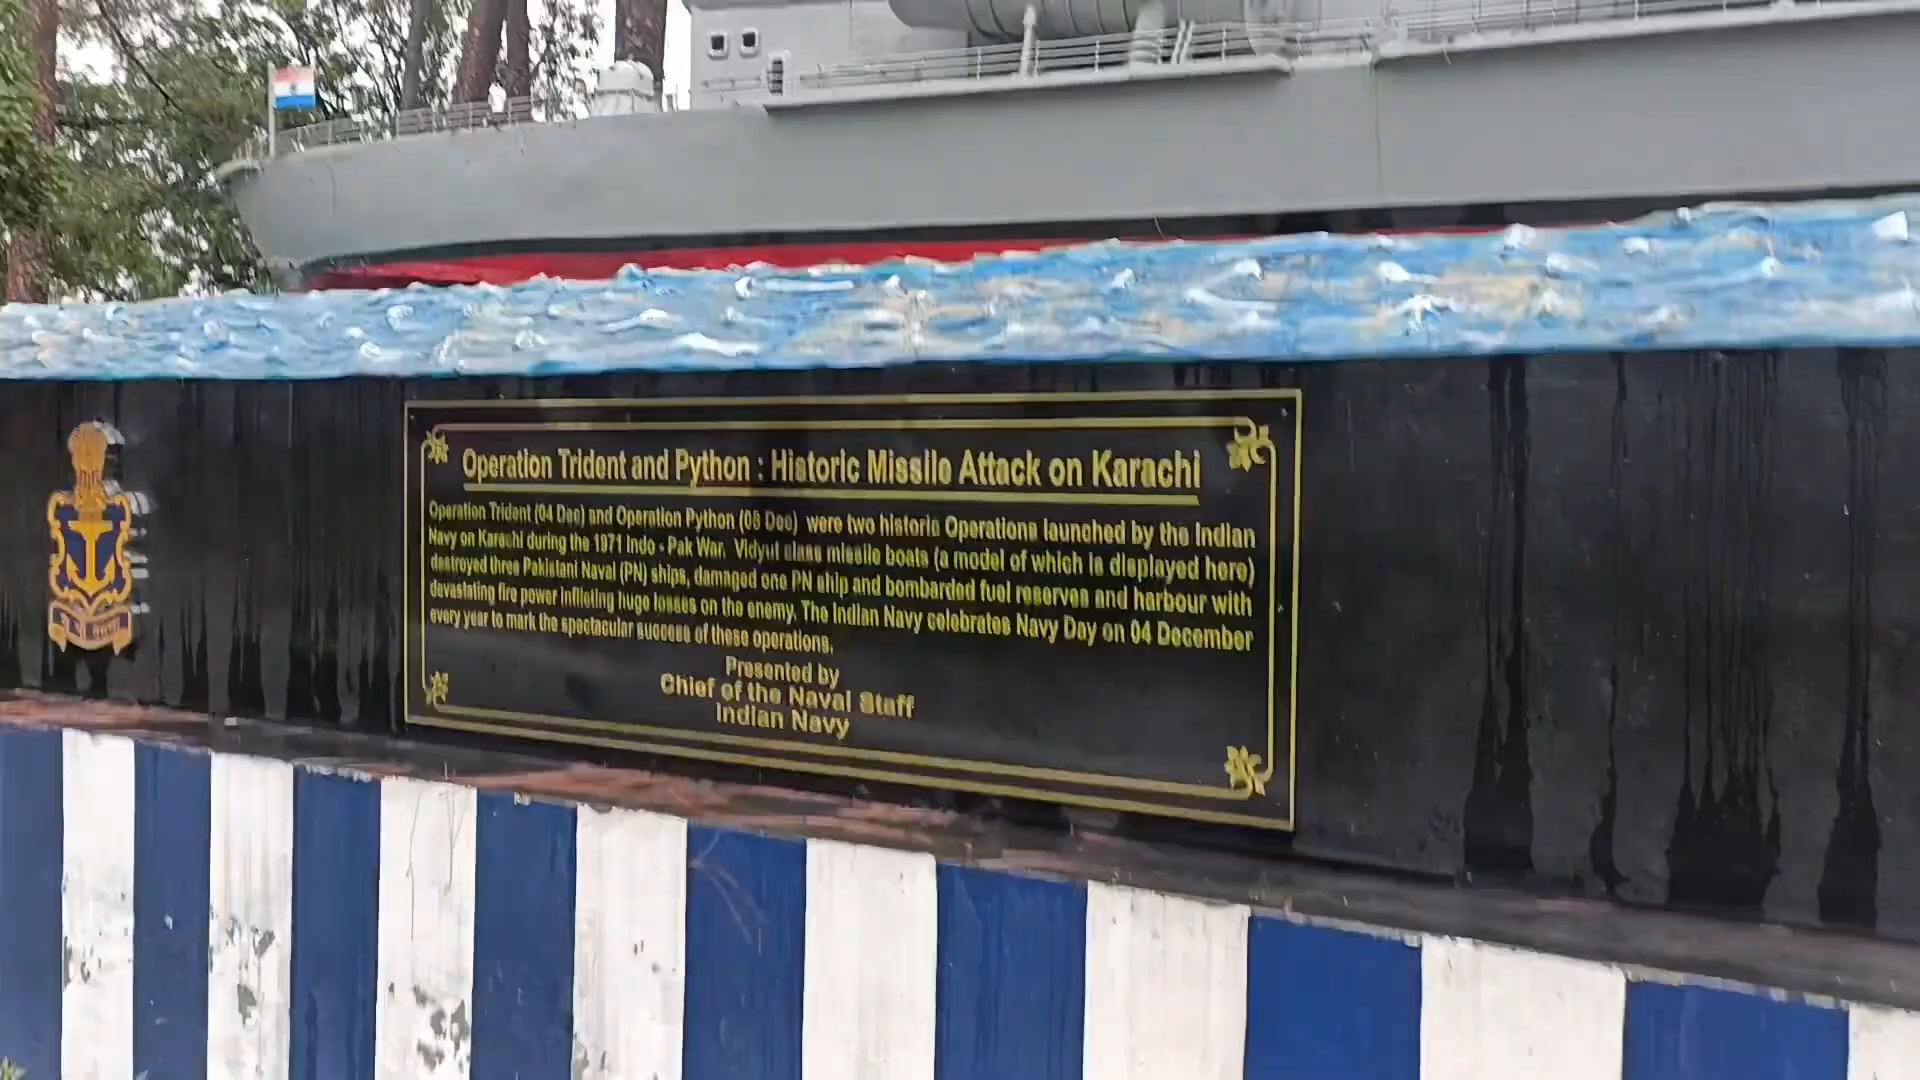 Operation Trident and Python : Historic Missile Attack on Karachi
Operation Trident (04 Dec) and Operation Python (08 Dec) were two historic Operations launched by the Indian
Navy on Karachi during the 1971 Indo - Pak War. Vidyut class missile boats (a model of which is displayed here)
destroyed three Pakistani Naval (PN) ships, damaged one PN ship and bombarded fuel reserves and harbour with
devastating fire power inflicting huge losses on the enemy. The Indian Navy celebrates Navy Day on 04 December
every year to mark the spectacular success of these operations.
Presented by
Chief of the Naval Staff
Indian Navy